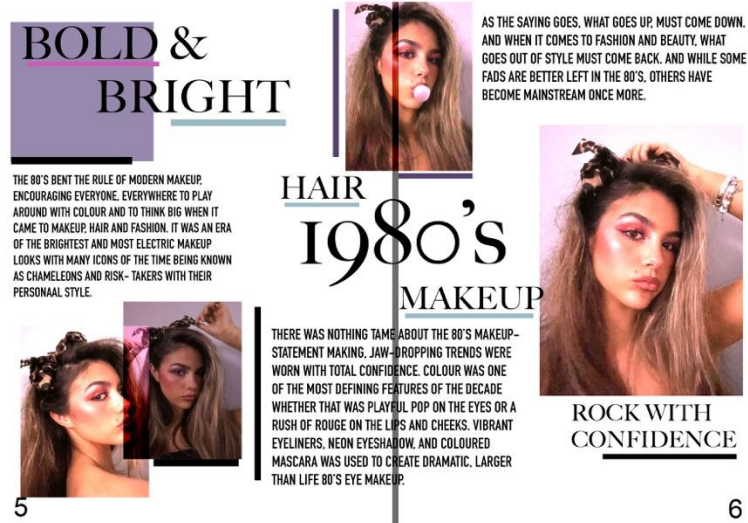 BOLD &
BRIGHT
THE 80'S BENT THE RULE OF MODERN MAKEUP,
ENCOURAGING EVERYONE, EVERYWHERE TO PLAY
AROUND WITH COLOUR AND TO THINK BIG WHEN IT
CAME TO MAKEUP, HAIR AND FASHION. IT WAS AN ERA
OF THE BRIGHTEST AND MOST ELECTRIC MAKEUP
LOOKS WITH MANY ICONS OF THE TIME BEING KNOWN
AS CHAMELEONS AND RISK- TAKERS WITH THEIR
PERSONAAL STYLE.
HAIR
1980's
MAKEUP
THERE WAS NOTHING TAME ABOUT THE 80'S MAKEUP-
STATEMENT MAKING, JAW-DROPPING TRENDS WERE
WORN WITH TOTAL CONFIDENCE. COLOUR WAS ONE
OF THE MOST DEFINING FEATURES OF THE DECADE
WHETHER THAT WAS PLAYFUL POP ON THE EYES OR A
RUSH OF ROUGE ON THE LIPS AND CHEEKS. VIBRANT
EYELINERS, NEON EYESHADOW, AND COLOURED
MASCARA WAS USED TO CREATE DRAMATIC, LARGER
THAN LIFE 80'S EYE MAKEUP.
AS THE SAYING GOES, WHAT GOES UP, MUST COME DOWN.
AND WHEN IT COMES TO FASHION AND BEAUTY, WHAT
GOES OUT OF STYLE MUST COME BACK. AND WHILE SOME
FADS ARE BETTER LEFT IN THE 80'S, OTHERS HAVE
BECOME MAINSTREAM ONCE MORE.
ROCK WITH
CONFIDENCE
5
6